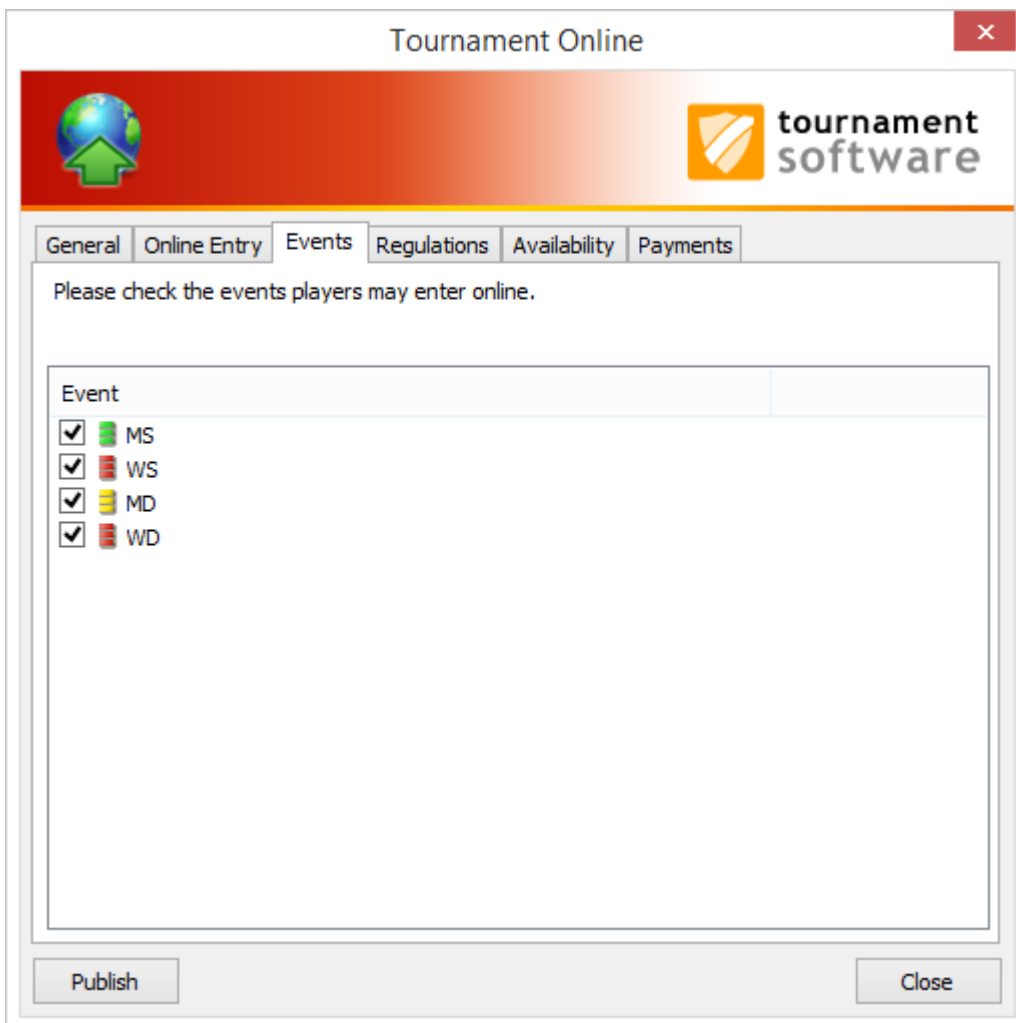 Tournament Online
tournament
software
General Online Entry Events Regulations Availability Payments
Please check the events players may enter online.
Event
MS
WS
MD
WD
Publish Close